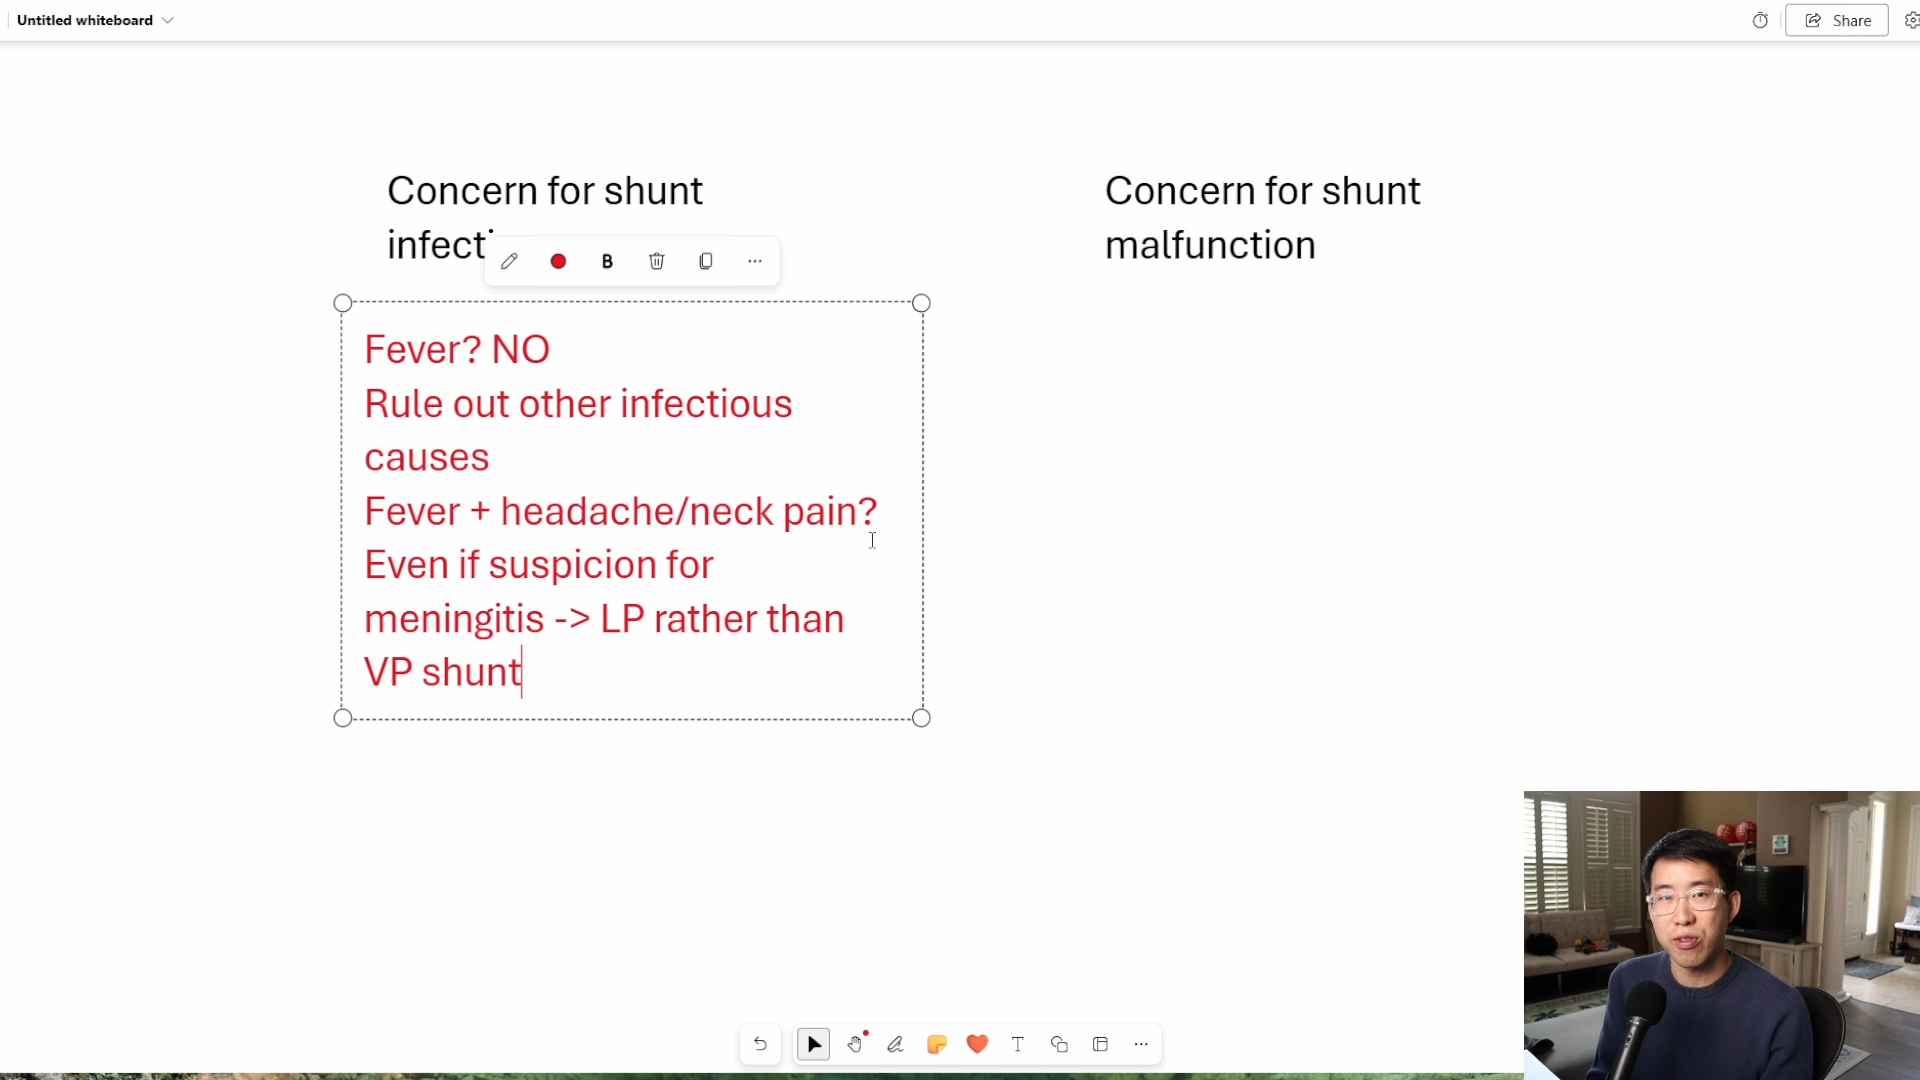 Untitled whiteboard
Share
Concern for shunt
infecti
Concern for shunt
malfunction
B
Fever? NO
Rule out other infectious
causes
Fever + headache/neck pain?
Even if suspicion for
meningitis -> LP rather than
VP shunt